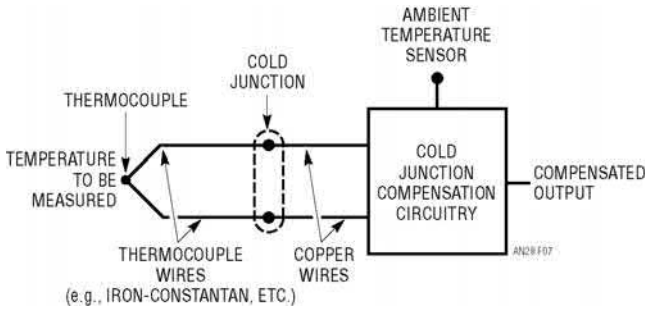 AMBIENT
TEMPERATURE
SENSOR
COLD
JUNCTION
THERMOCOUPLE
TEMPERATURE
TO BE
MEASURED
COLD
JUNCTION
COMPENSATION
CIRCUITRY
COMPENSATED
OUTPUT
THERMOCOUPLE
WIRES
(e.g., IRON-CONSTANTAN, ETC.)
COPPER
WIRES
AN28 F07